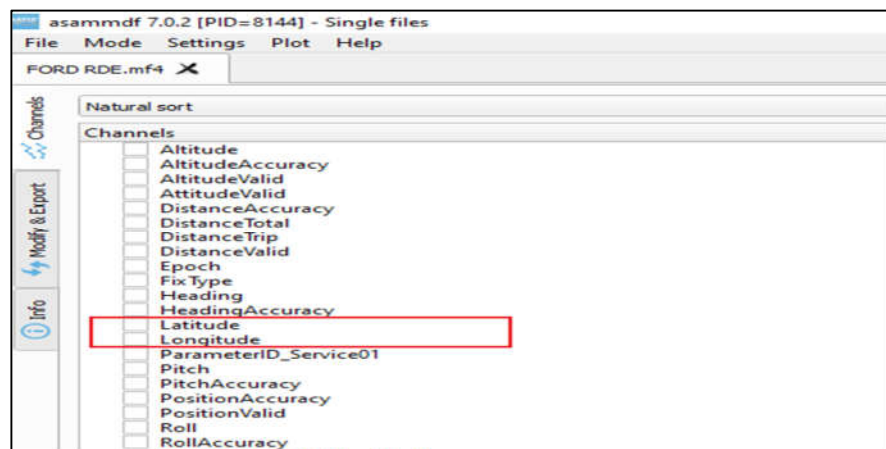 asammdf 7.0.2 [PID=8144] - Single files
File Mode Settings Plot Help
FORD RDE.mf4
Channels
Modify & Export
Info
Natural sort
Channels
Altitude
AltitudeAccuracy
AltitudeValid
AttitudeValid
DistanceAccuracy
DistanceTotal
DistanceTrip
DistanceValid
Epoch
FixType
Heading
HeadingAccuracy
Latitude
Longitude
ParameterID_Service01
Pitch
PitchAccuracy
PositionAccuracy
PositionValid
Roll
RollAccuracy